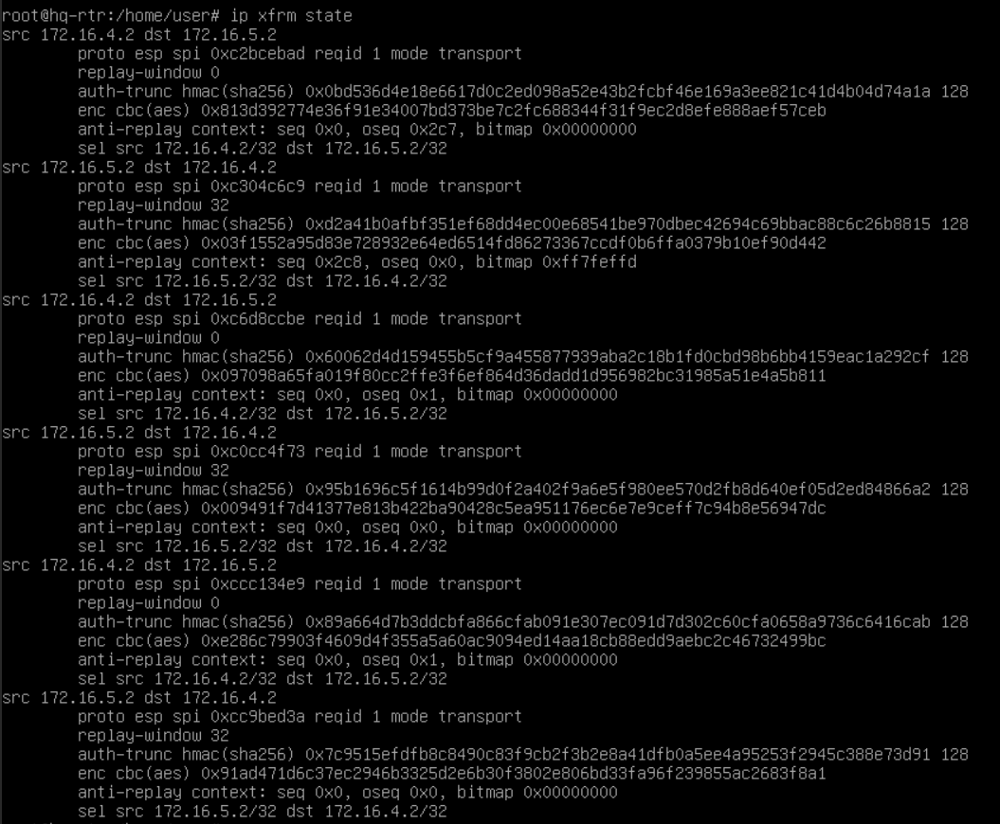 root@hq-rtr:/home/user# ip xfrm state
src 172.16.4.2 dst 172.16.5.2
proto esp spi 0xc2bcebad reqid 1 mode transport
replay-window 0
auth-trunc hmac(sha256) 0x0bd536d4e18e6617d0c2ed098a52e43b2fcbf46e169a3ee821c41d4b04d74a1a 128
enc cbc(aes) 0x813d392774e36f91e34007bd373be7c2fc688344f31f9ec2d8efe888aef57ceb
anti-replay context: seq 0x0, oseq 0x2c7, bitmap 0x00000000
sel src 172.16.4.2/32 dst 172.16.5.2/32
src 172.16.5.2 dst 172.16.4.2
proto esp spi 0xc304c6c9 reqid 1 mode transport
replay-window 32
auth-trunc hmac(sha256) 0xd2a41b0afbf351ef68dd4ec00e68541be970dbec42694c69bbac88c6c26b8815 128
enc cbc(aes) 0x03f1552a95d83e728932e64ed6514fd86273367ccdf0b6ffa0379b10ef90d442
anti-replay context: seq 0x2c8, oseq 0x0, bitmap 0xff7feffd
sel src 172.16.5.2/32 dst 172.16.4.2/32
src 172.16.4.2 dst 172.16.5.2
proto esp spi 0xc6d8ccbe reqid 1 mode transport
replay-window 0
auth-trunc hmac(sha256) 0x60062d4d159455b5cf9a455877939aba2c18b1fd0cbd98b6bb4159eac1a292cf 128
enc cbc(aes) 0x097098a65fa019f80cc2ffe3f6ef864d36dadd1d956982bc31985a51e4a5b811
anti-replay context: seq 0x0, oseq 0x1, bitmap 0x00000000
sel src 172.16.4.2/32 dst 172.16.5.2/32
src 172.16.5.2 dst 172.16.4.2
proto esp spi 0xc0cc4f73 reqid 1 mode transport
replay-window 32
auth-trunc hmac(sha256) 0x95b1696c5f1614b99d0f2a402f9a6e5f980ee570d2fb8d640ef05d2ed84866a2 128
enc cbc(aes) 0x009491f7d41377e813b422ba90428c5ea951176ec6e7e9ceff7c94b8e56947dc
anti-replay context: seq 0x0, oseq 0x0, bitmap 0x00000000
sel src 172.16.5.2/32 dst 172.16.4.2/32
src 172.16.4.2 dst 172.16.5.2
proto esp spi 0xccc134e9 reqid 1 mode transport
replay-window 0
auth-trunc hmac(sha256) 0x89a664d7b3ddcbfa866cfab091e307ec091d7d302c60cfa0658a9736c6416cab 128
enc cbc(aes) 0xe286c79903f4609d4f355a5a60ac9094ed14aa18cb88edd9aebc2c46732499bc
anti-replay context: seq 0x0, oseq 0x1, bitmap 0x00000000
sel src 172.16.4.2/32 dst 172.16.5.2/32
src 172.16.5.2 dst 172.16.4.2
proto esp spi 0xcc9bed3a reqid 1 mode transport
replay-window 32
auth-trunc hmac(sha256) 0x7c9515efdfb8c8490c83f9cb2f3b2e8a41dfb0a5ee4a95253f2945c388e73d91 128
enc cbc(aes) 0x91ad471d6c37ec2946b3325d2e6b30f3802e806bd33fa96f239855ac2683f8a1
anti-replay context: seq 0x0, oseq 0x0, bitmap 0x00000000
sel src 172.16.5.2/32 dst 172.16.4.2/32